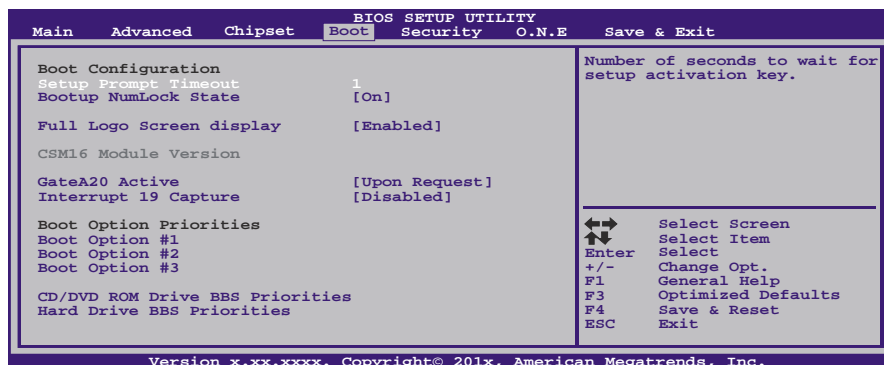 BIOS SETUP UTILITY
Main Advanced Chipset Boot Security O.N.E Save & Exit
Boot Configuration
Setup Prompt Timeout 1
Bootup NumLock State [On]
Full Logo Screen display [Enabled]
CSM16 Module Version
GateA20 Active [Upon Request]
Interrupt 19 Capture [Disabled]
Boot Option Priorities
Boot Option #1
Boot Option #2
Boot Option #3
CD/DVD ROM Drive BBS Priorities
Hard Drive BBS Priorities
Number of seconds to wait for
setup activation key.
Select Screen
Select Item
Enter Select
+/- Change Opt.
F1 General Help
F3 Optimized Defaults
F4 Save & Reset
ESC Exit
Version x.xx.xxxx. Copyright© 201x, American Megatrends, Inc.